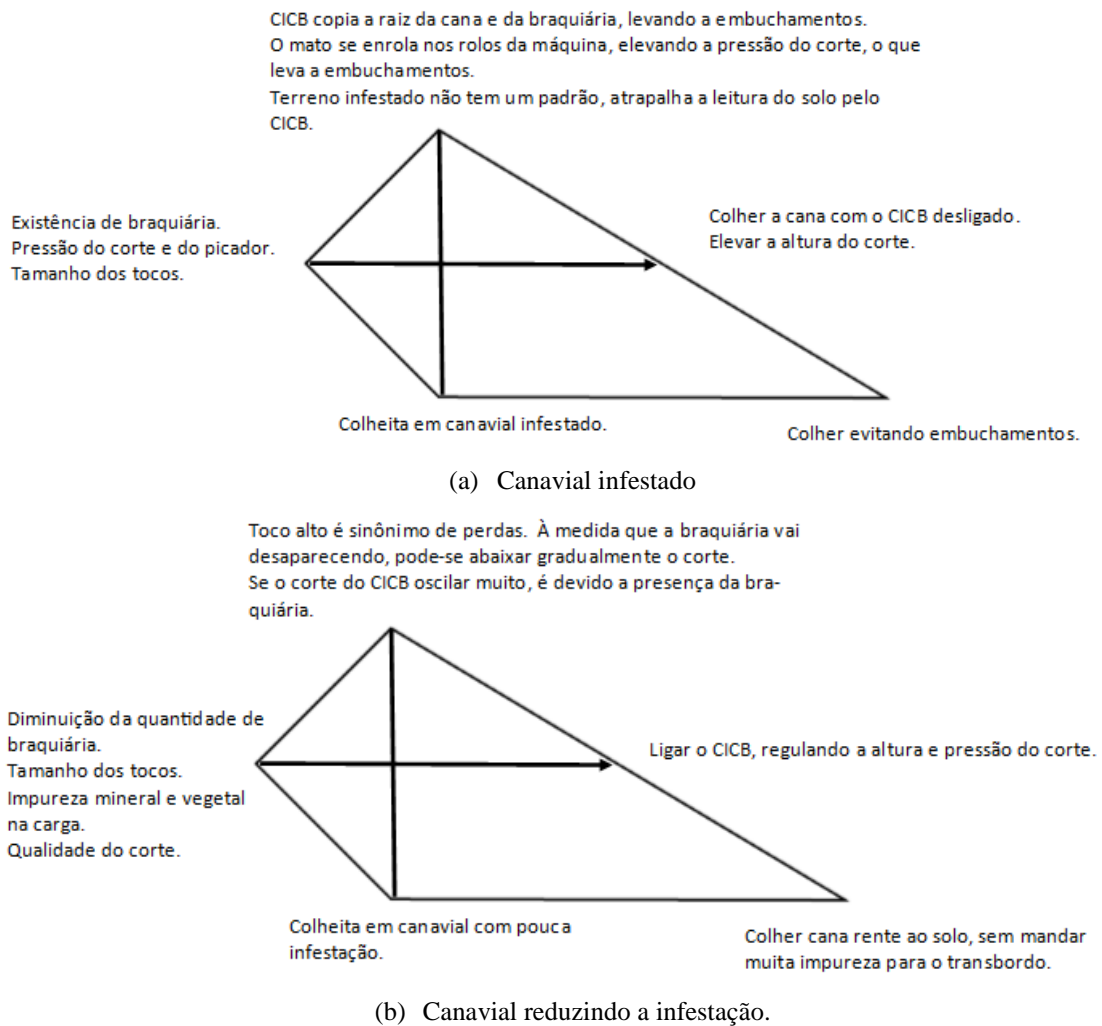 CICB copia a raiz da cana e da braquiária, levando a embuchamentos.
O mato se enrola nos rolos da máquina, elevando a pressão do corte, o que
leva a embuchamentos.
Terreno infestado não tem um padrão, atrapalha a leitura do solo pelo
CICB.
Existência de braquiária.
Pressão do corte e do picador.
Tamanho dos tocos.
Colher a cana com o CICB desligado.
Elevar a altura do corte.
Colheita em canavial infestado.
Colher evitando embuchamentos.
(a) Canavial infestado
Toco alto é sinônimo de perdas. À medida que a braquiária vai
desaparecendo, pode-se abaixar gradualmente o corte.
Se o corte do CICB oscilar muito, é devido a presença da bra-
quiária.
Diminuição da quantidade de
braquiária.
Tamanho dos tocos.
Impureza mineral e vegetal
na carga.
Qualidade do corte.
Ligar o CICB, regulando a altura e pressão do corte.
Colheita em canavial com pouca
infestação.
Colher cana rente ao solo, sem mandar
muita impureza para o transbordo.
(b) Canavial reduzindo a infestação.